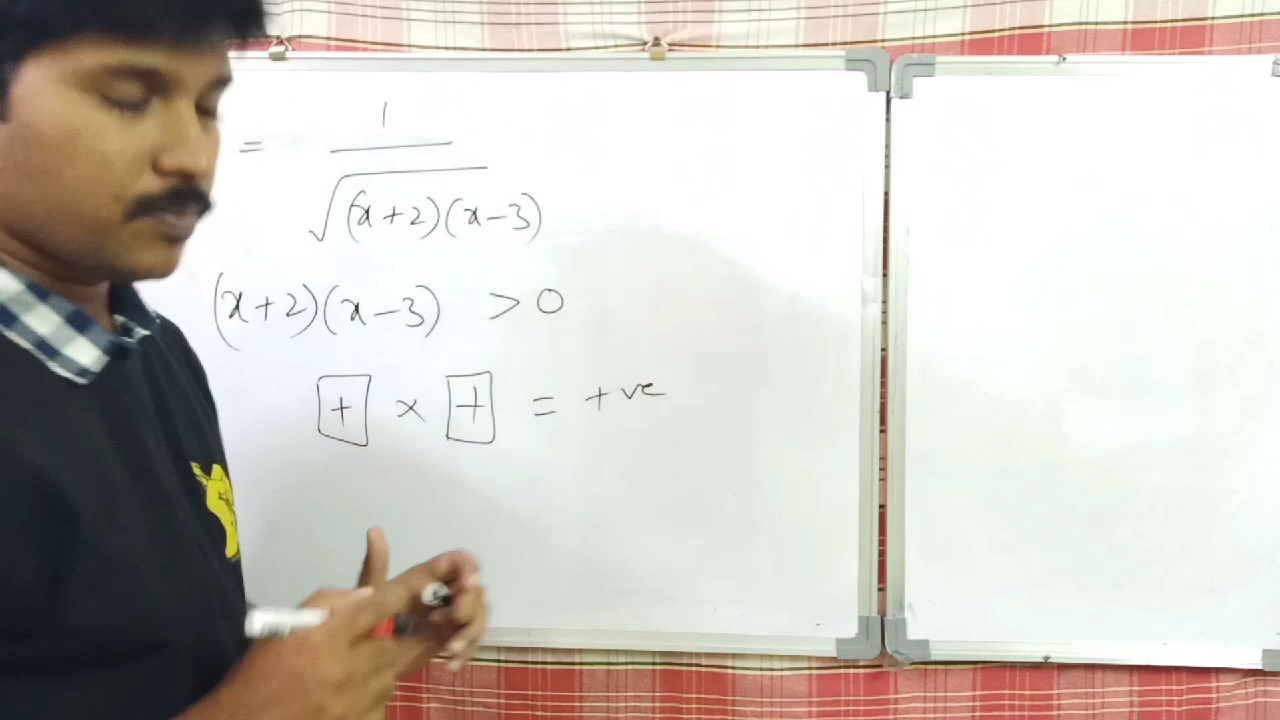 = 1 / √(x+2)(x-3)
(x+2)(x-3) > 0
+ × + = +ve